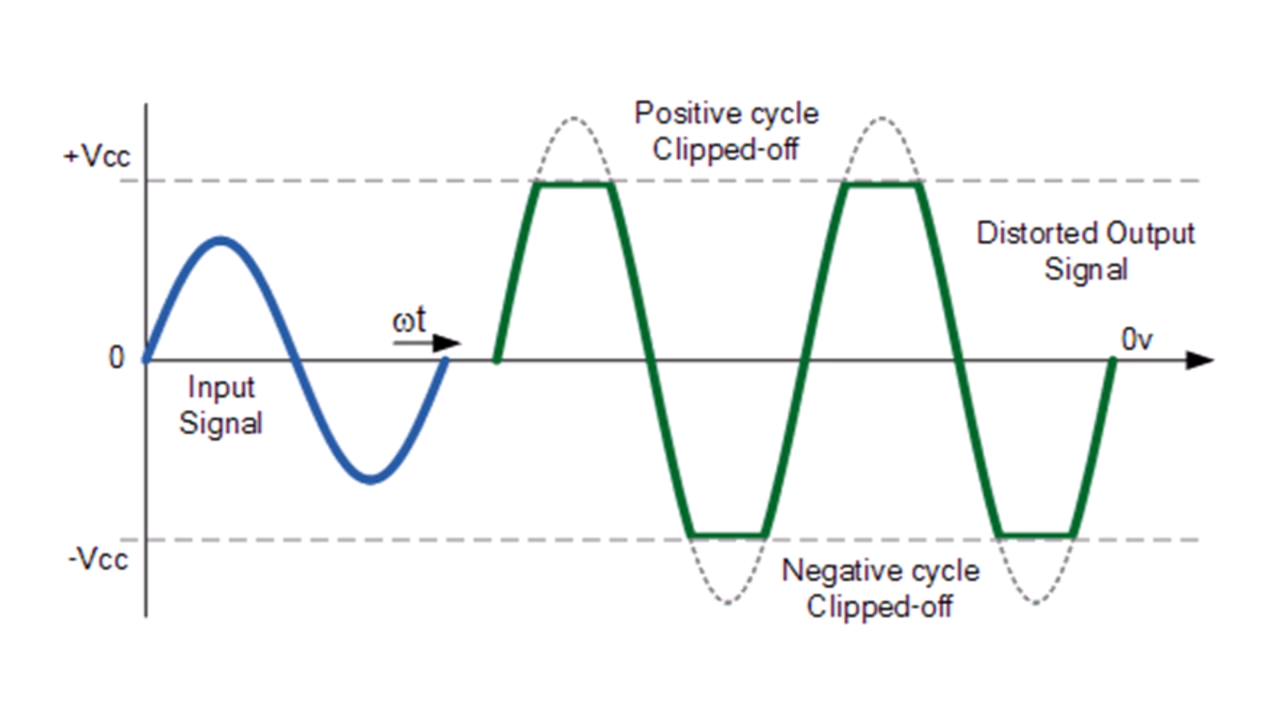 Positive cycle
Clipped-off
+Vcc
Distorted Output
Signal
ωt
0v
0
Input
Signal
-Vcc
Negative cycle
Clipped-off